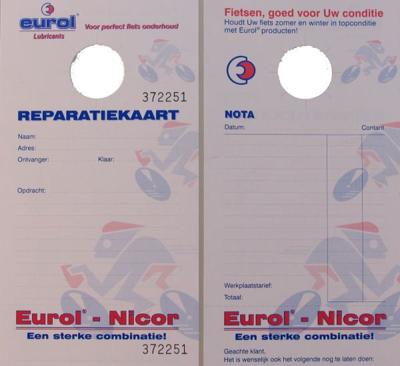 eurol®
Lubricants
Voor perfect fiets onderhoud
372251
REPARATIEKAART
Naam:
Adres:
Ontvanger: Klaar:
Opdracht:
Eurol® - Nicor
Een sterke combinatie!
372251
Fietsen, goed voor Uw conditie
Houdt Uw fiets zomer en winter in topconditie
met Eurol® producten!
NOTA
Datum: Contant
Werkplaatstarief:
Totaal:
Eurol® - Nicor
Een sterke combinatie!
Geachte klant,
Het is wenselijk ook het volgende nog te laten doen: